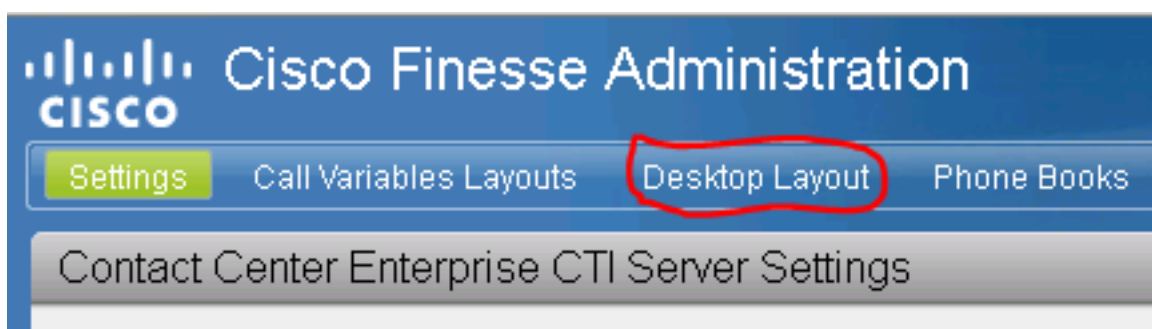 CISCO Cisco Finesse Administration
Settings Call Variables Layouts Desktop Layout Phone Books
Contact Center Enterprise CTI Server Settings